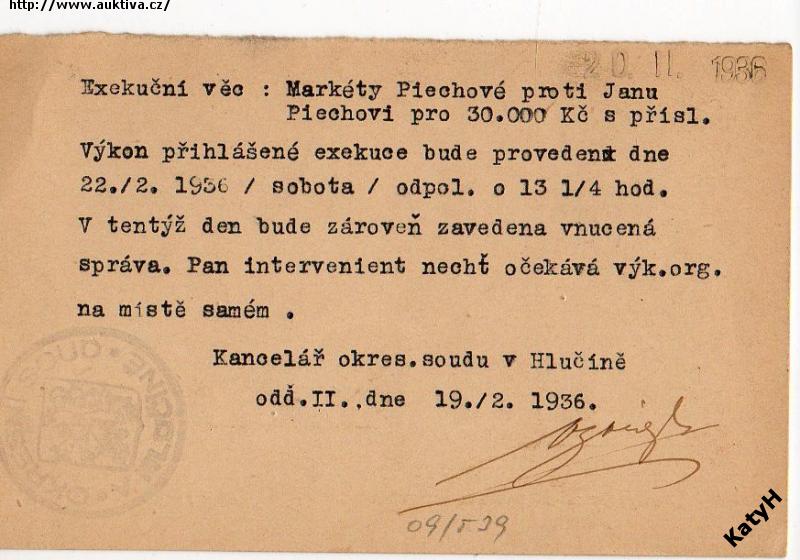 http://www.auktiva.cz/
20. II. 1936
Exekuční věc : Markéty Piechové proti Janu
Piechovi pro 30.000 Kč s přísl.
Výkon přihlášené exekuce bude proveden dne
22./2. 1936 / sobota / odpol. o 13 1/4 hod.
V tentýž den bude zároveň zavedena vnucená
správa. Pan intervenient nechť očekává výk.org.
na místě samém .
Kancelář okres.soudu v Hlučíně
odd.II.,dne 19./2. 1936.
09/539
KatyH